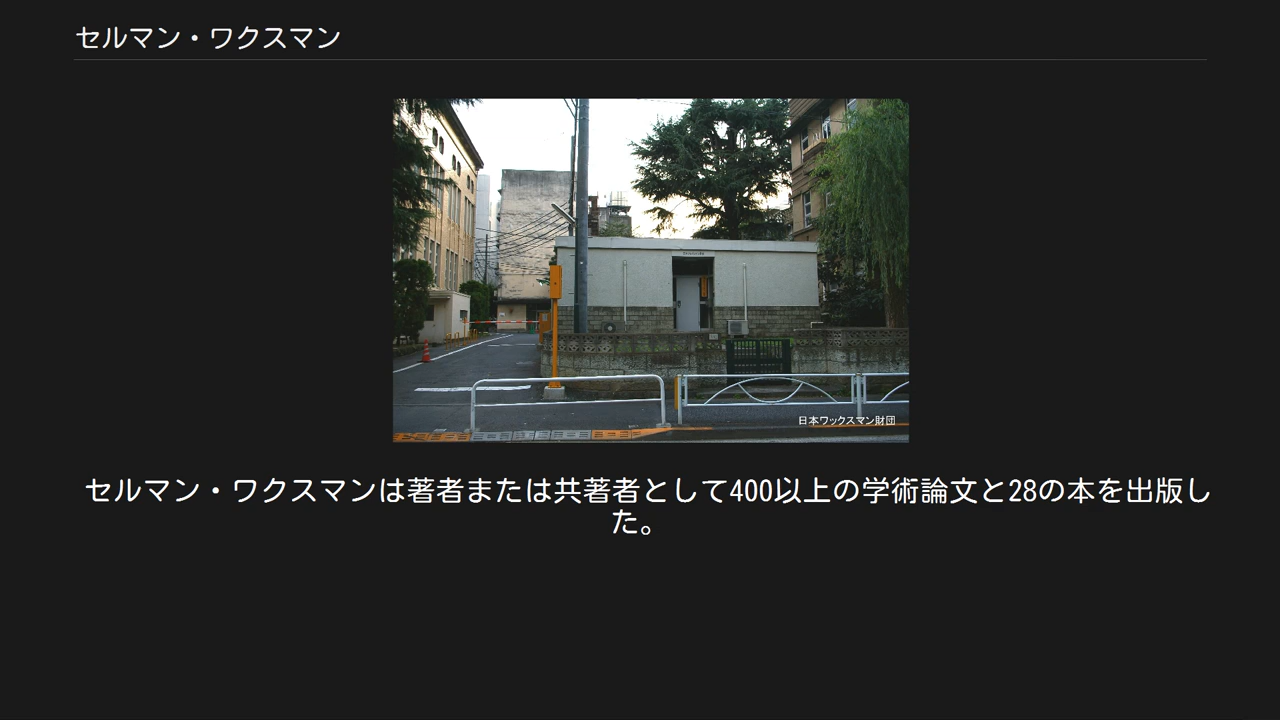 セルマン・ワクスマン
日本ワックスマン財団
セルマン・ワクスマンは著者または共著者として400以上の学術論文と28の本を出版し
た。